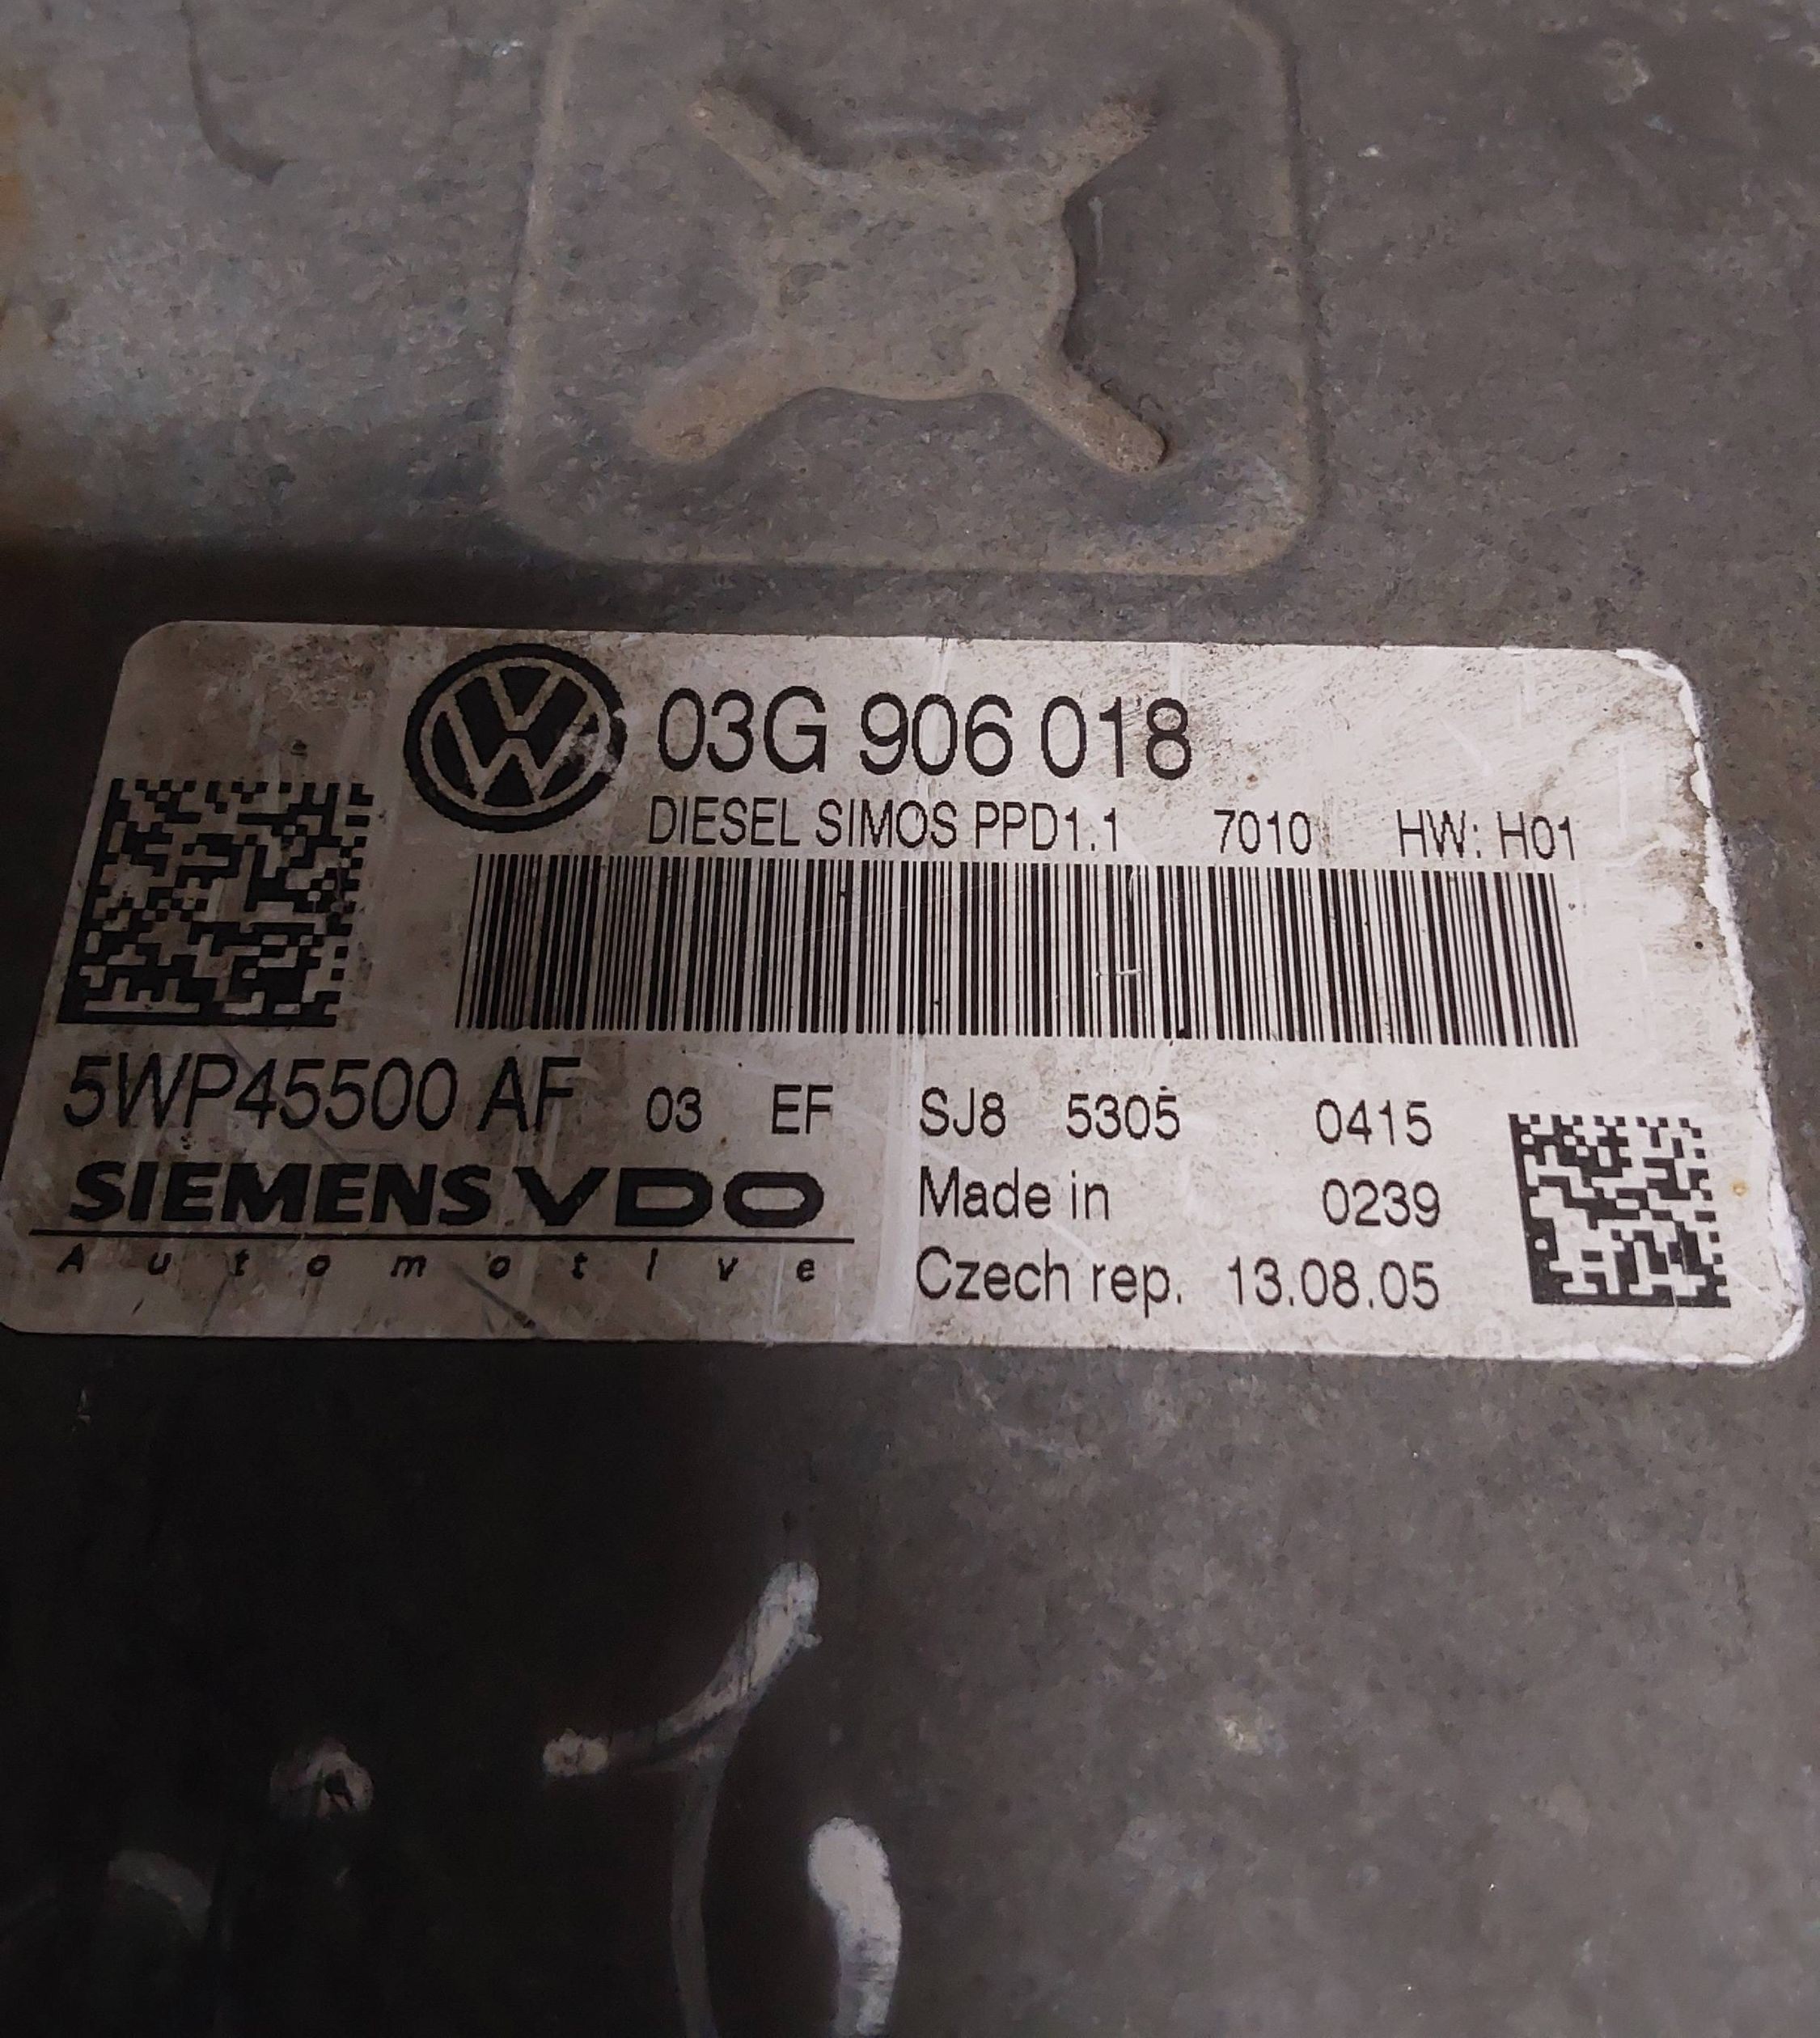 03G 906 018
DIESEL SIMOS PPD1.1 7010 HW: H01
5WP45500 AF 03 EF SJ8 5305 0415
SIEMENS VDO Made in 0239
Automotive Czech rep. 13.08.05